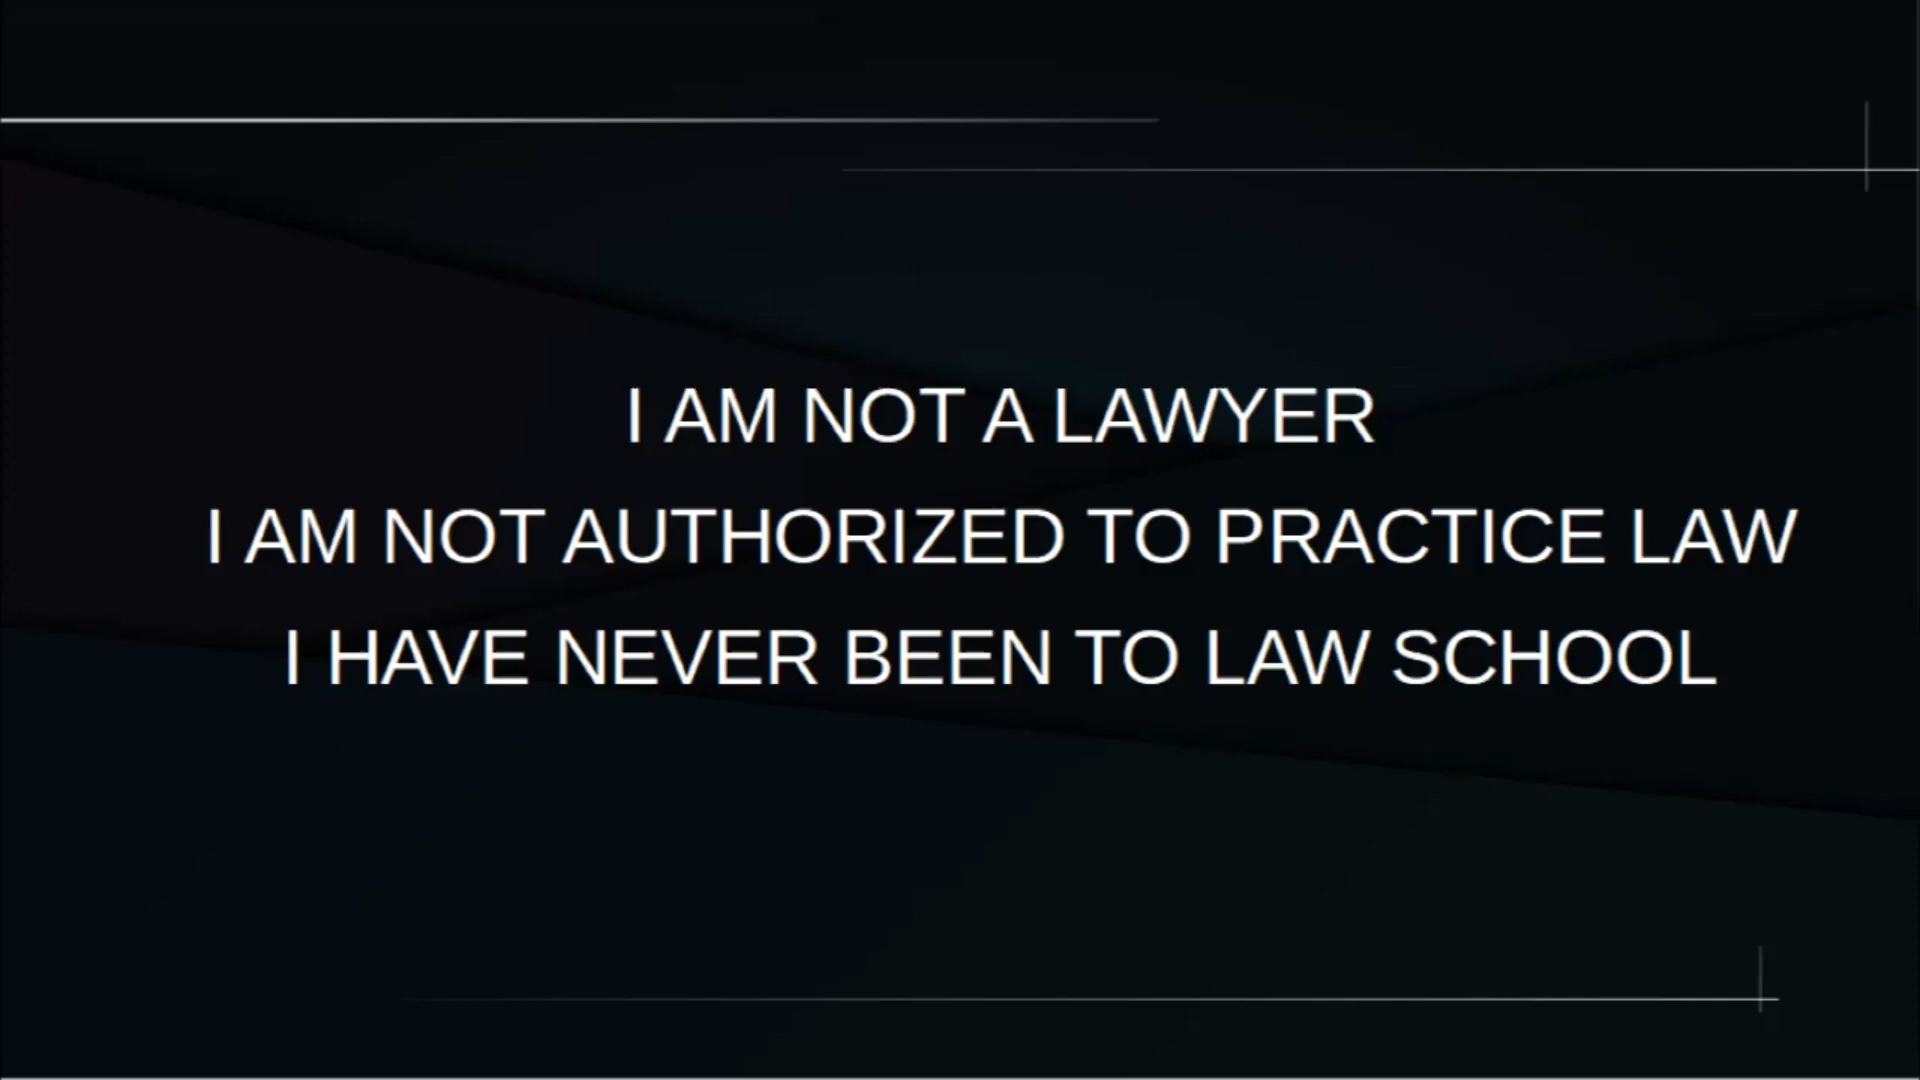 I AM NOT A LAWYER
I AM NOT AUTHORIZED TO PRACTICE LAW
I HAVE NEVER BEEN TO LAW SCHOOL